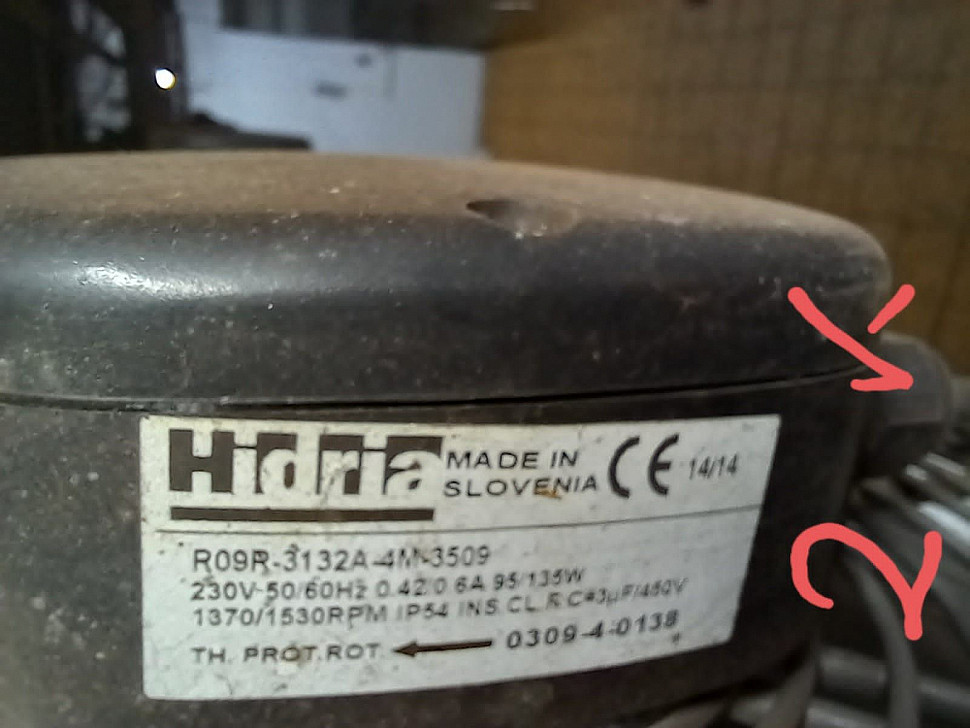 Hidria MADE IN SLOVENIA CE 14/14
R09R-3132A-4M-3509
230V-50/60Hz 0.42/0.6A 95/135W
1370/1530RPM IP54 INS.CL.F.C=3µF/450V
TH. PROT.ROT. 0309-4-0138
2